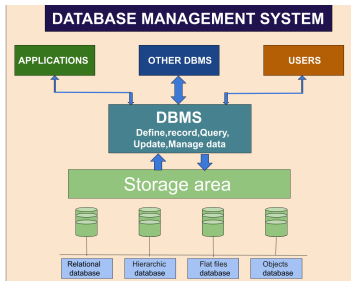 DATABASE MANAGEMENT SYSTEM
APPLICATIONS
OTHER DBMS
USERS
DBMS
Define,record,Query,
Update,Manage data
Storage area
Relational
database
Hierarchic
database
Flat files
database
Objects
database